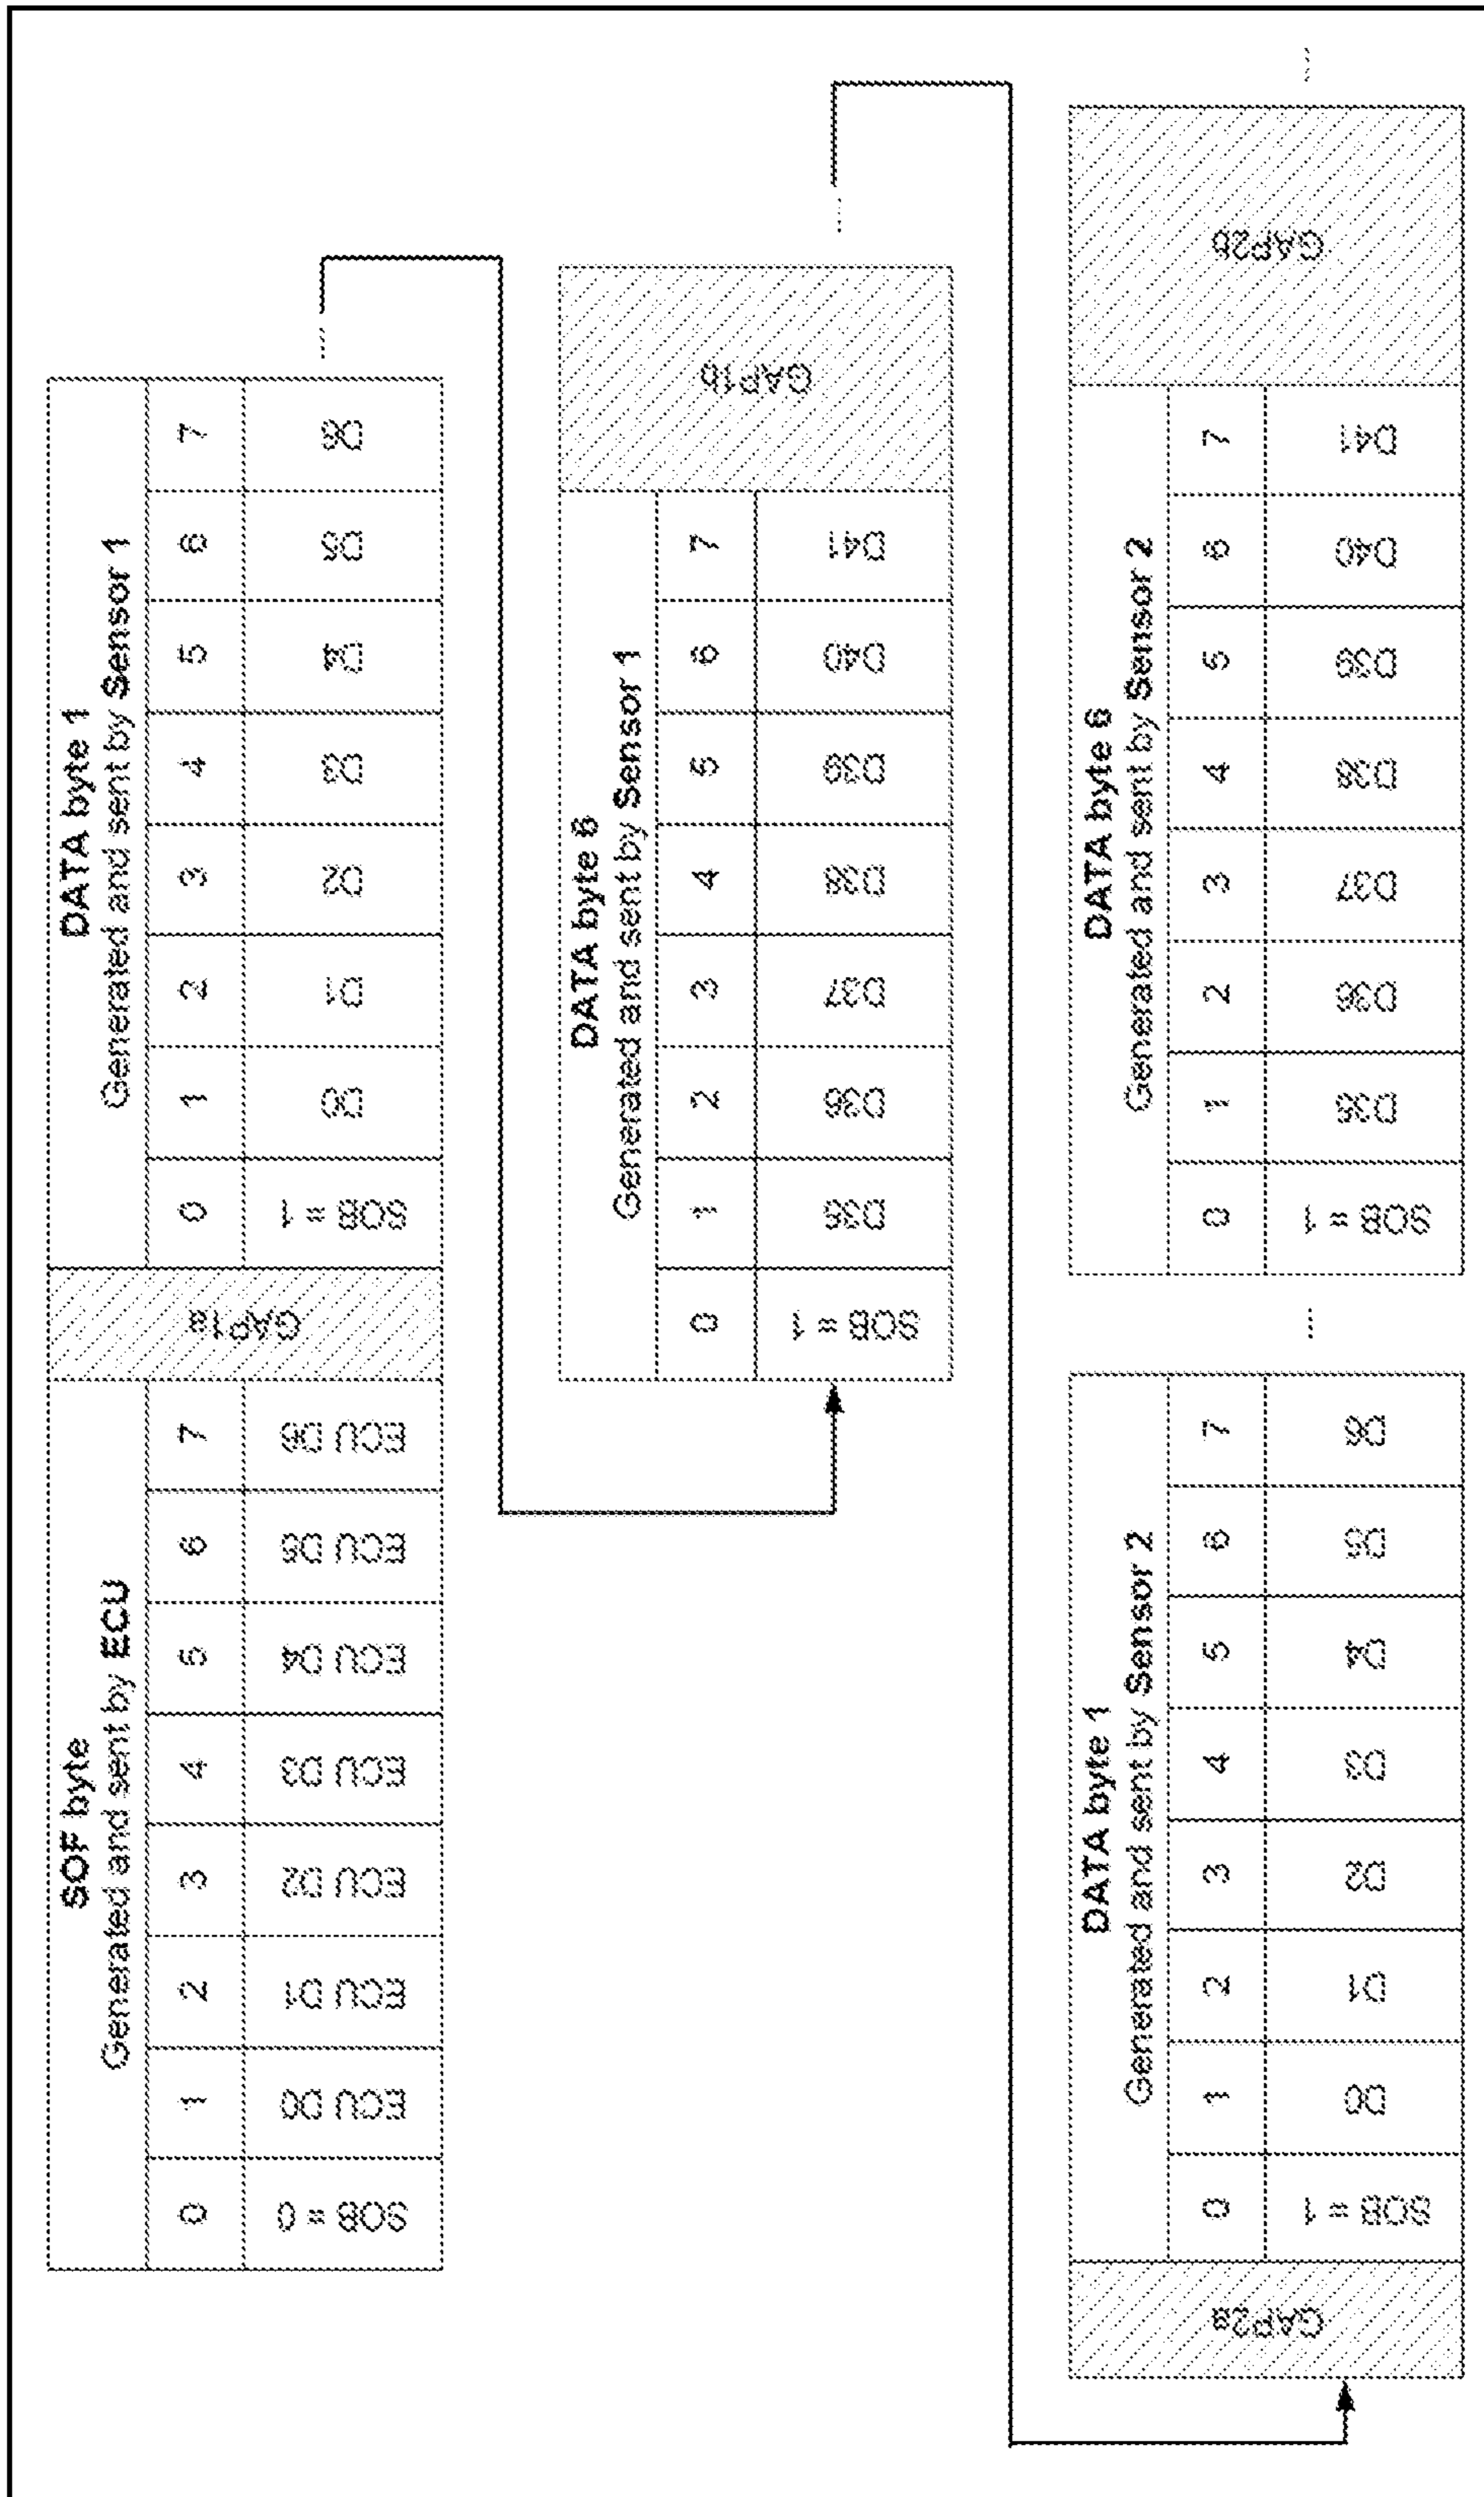 SOF byte
Generated and sent by ECU
0 1 2 3 4 5 6 7
SOB = 0 ECU D0 ECU D1 ECU D2 ECU D3 ECU D4 ECU D5 ECU D6
GAP1a
DATA byte 1
Generated and sent by Sensor 1
0 1 2 3 4 5 6 7
SOB = 1 D0 D1 D2 D3 D4 D5 D6
....
DATA byte 6
Generated and sent by Sensor 1
0 1 2 3 4 5 6 7
SOB = 1 D35 D36 D37 D38 D39 D40 D41
GAP1b
....
GAP2a
DATA byte 1
Generated and sent by Sensor 2
0 1 2 3 4 5 6 7
SOB = 1 D0 D1 D2 D3 D4 D5 D6
....
DATA byte 6
Generated and sent by Sensor 2
0 1 2 3 4 5 6 7
SOB = 1 D35 D36 D37 D38 D39 D40 D41
GAP2b
....